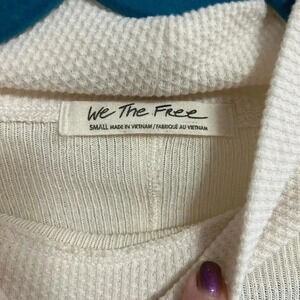 We The Free
SMALL MADE IN VIETNAM / FABRIQUÉ AU VIETNAM